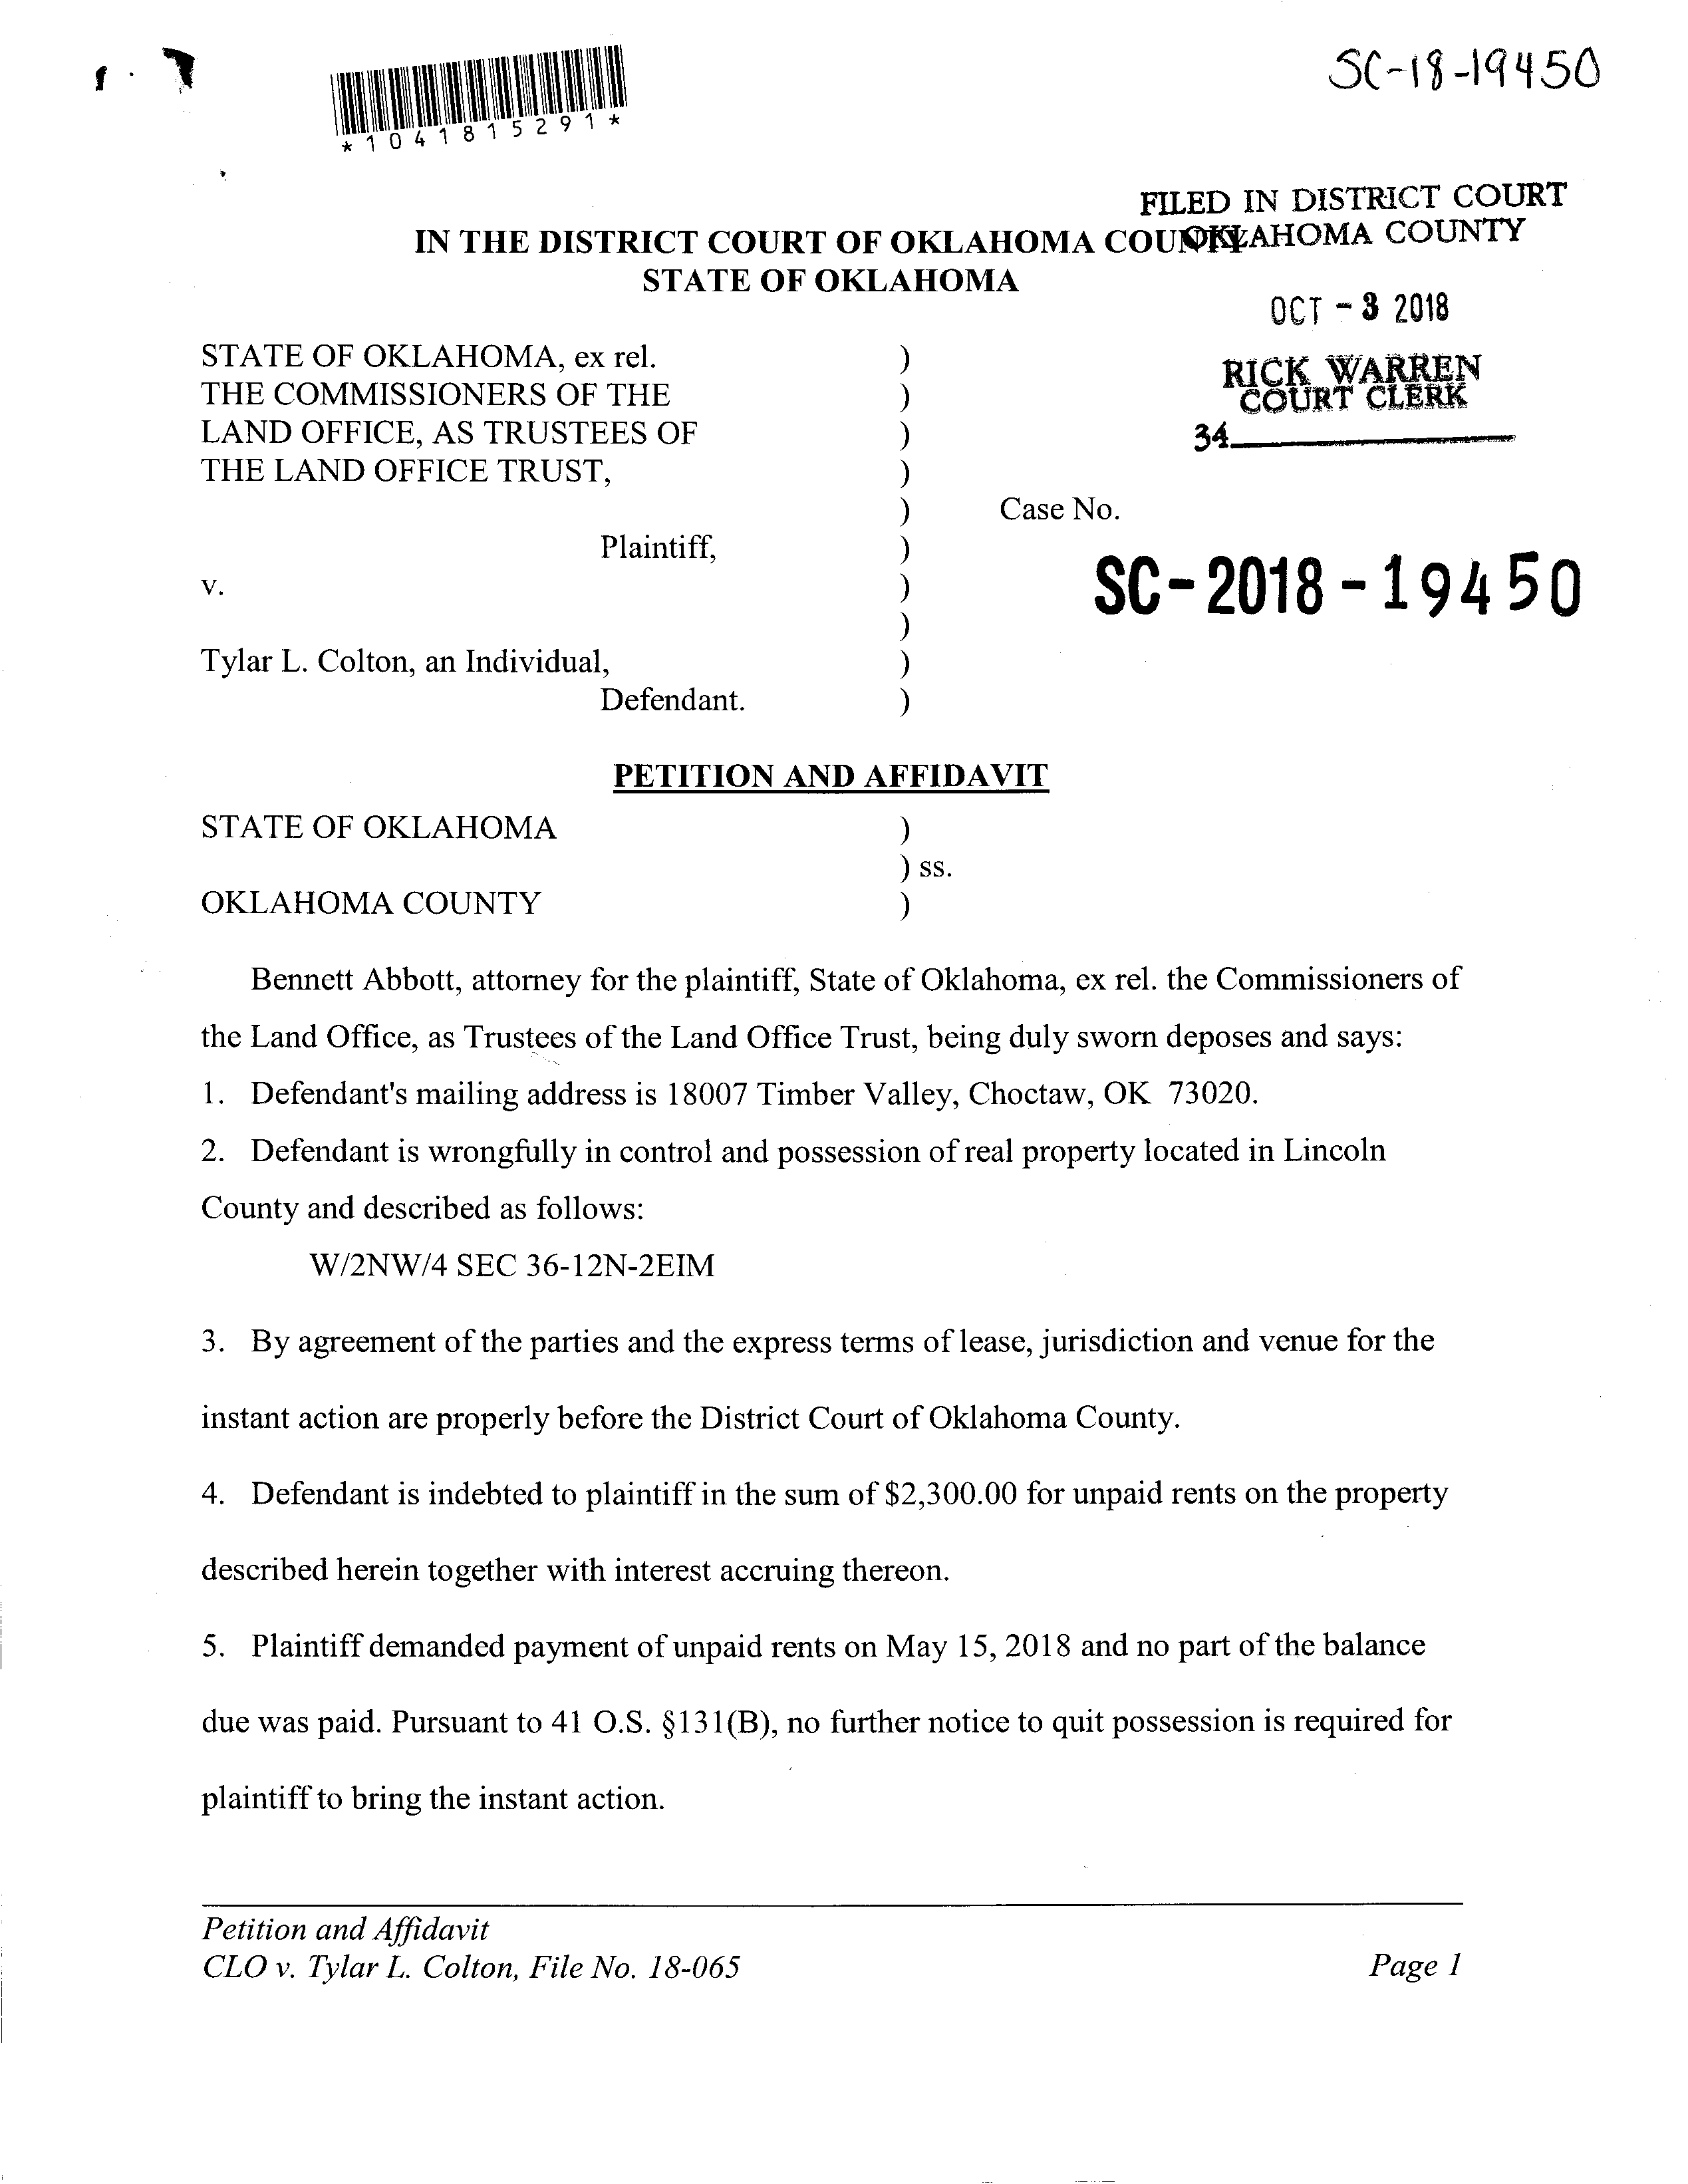 SC-18-19450
*1041815291*
FILED IN DISTRICT COURT
OKLAHOMA COUNTY
IN THE DISTRICT COURT OF OKLAHOMA COUNTY
STATE OF OKLAHOMA
OCT - 3 2018
RICK WARREN
COURT CLERK
34
STATE OF OKLAHOMA, ex rel. )
THE COMMISSIONERS OF THE )
LAND OFFICE, AS TRUSTEES OF )
THE LAND OFFICE TRUST, )
) Case No.
Plaintiff, )
SC-2018-19450
v. )
)
Tylar L. Colton, an Individual, )
Defendant. )
PETITION AND AFFIDAVIT
STATE OF OKLAHOMA )
) ss.
OKLAHOMA COUNTY )
Bennett Abbott, attorney for the plaintiff, State of Oklahoma, ex rel. the Commissioners of
the Land Office, as Trustees of the Land Office Trust, being duly sworn deposes and says:
1. Defendant's mailing address is 18007 Timber Valley, Choctaw, OK 73020.
2. Defendant is wrongfully in control and possession of real property located in Lincoln
County and described as follows:
W/2NW/4 SEC 36-12N-2EIM
3. By agreement of the parties and the express terms of lease, jurisdiction and venue for the
instant action are properly before the District Court of Oklahoma County.
4. Defendant is indebted to plaintiff in the sum of $2,300.00 for unpaid rents on the property
described herein together with interest accruing thereon.
5. Plaintiff demanded payment of unpaid rents on May 15, 2018 and no part of the balance
due was paid. Pursuant to 41 O.S. §131(B), no further notice to quit possession is required for
plaintiff to bring the instant action.
Petition and Affidavit
CLO v. Tylar L. Colton, File No. 18-065 Page 1